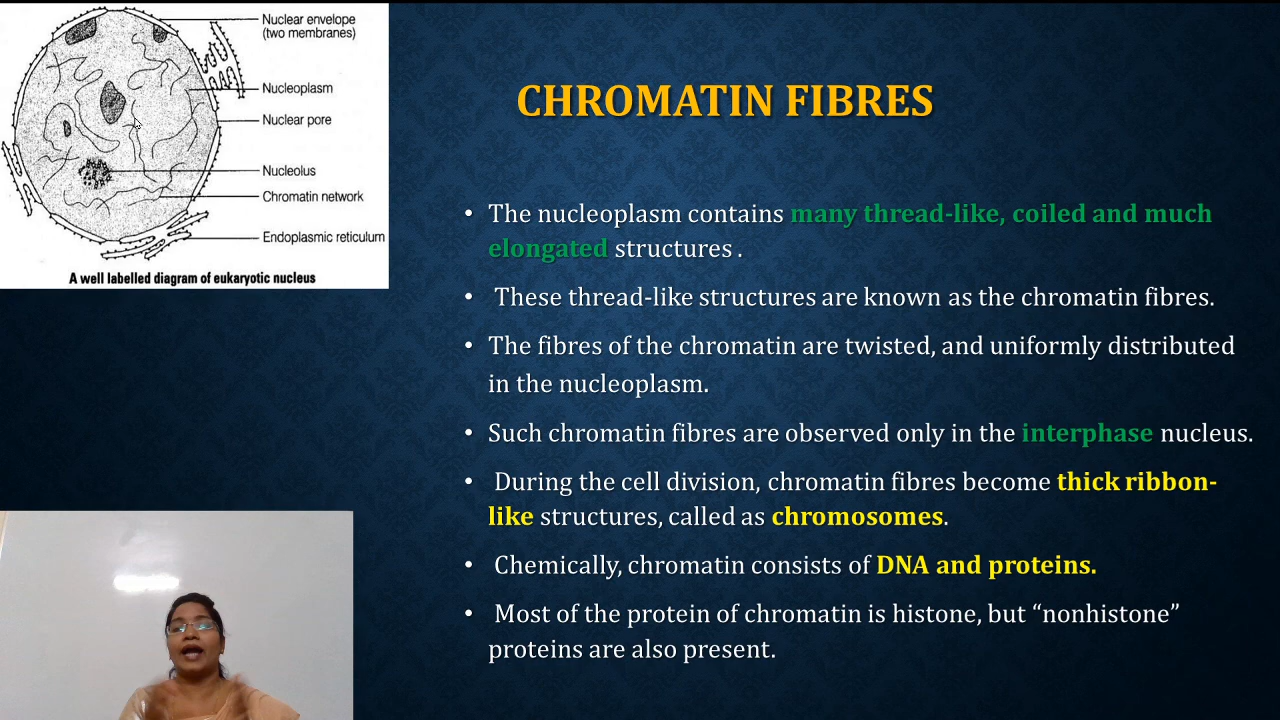 Nuclear envelope
(two membranes)
Nucleoplasm
Nuclear pore
Nucleolus
Chromatin network
Endoplasmic reticulum
A well labelled diagram of eukaryotic nucleus
CHROMATIN FIBRES
• The nucleoplasm contains many thread-like, coiled and much
elongated structures .
• These thread-like structures are known as the chromatin fibres.
• The fibres of the chromatin are twisted, and uniformly distributed
in the nucleoplasm.
• Such chromatin fibres are observed only in the interphase nucleus.
• During the cell division, chromatin fibres become thick ribbon-
like structures, called as chromosomes.
• Chemically, chromatin consists of DNA and proteins.
• Most of the protein of chromatin is histone, but “nonhistone”
proteins are also present.